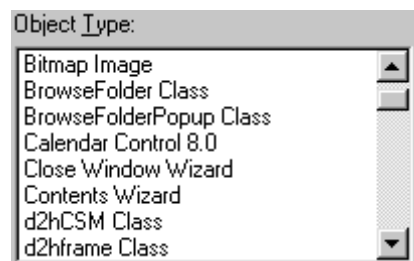 Object Type:
Bitmap Image
BrowseFolder Class
BrowseFolderPopup Class
Calendar Control 8.0
Close Window Wizard
Contents Wizard
d2hCSM Class
d2hframe Class